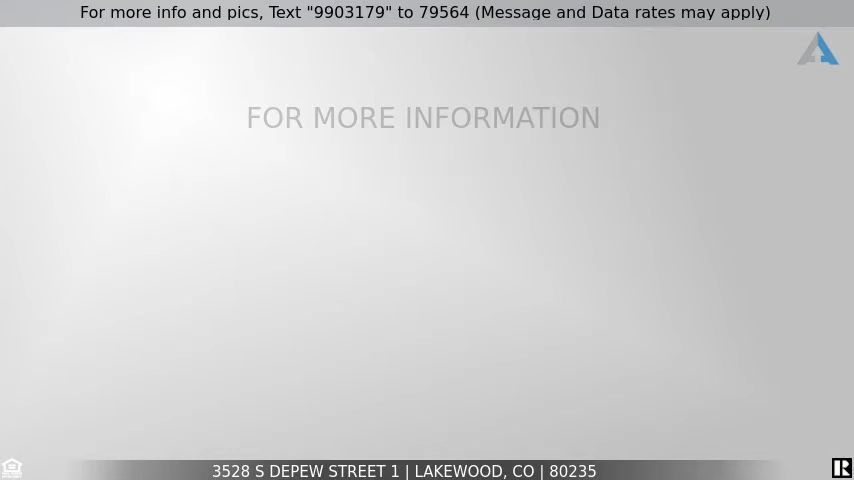 For more info and pics, Text "9903179" to 79564 (Message and Data rates may apply)
FOR MORE INFORMATION
3528 S DEPEW STREET 1 | LAKEWOOD, CO | 80235